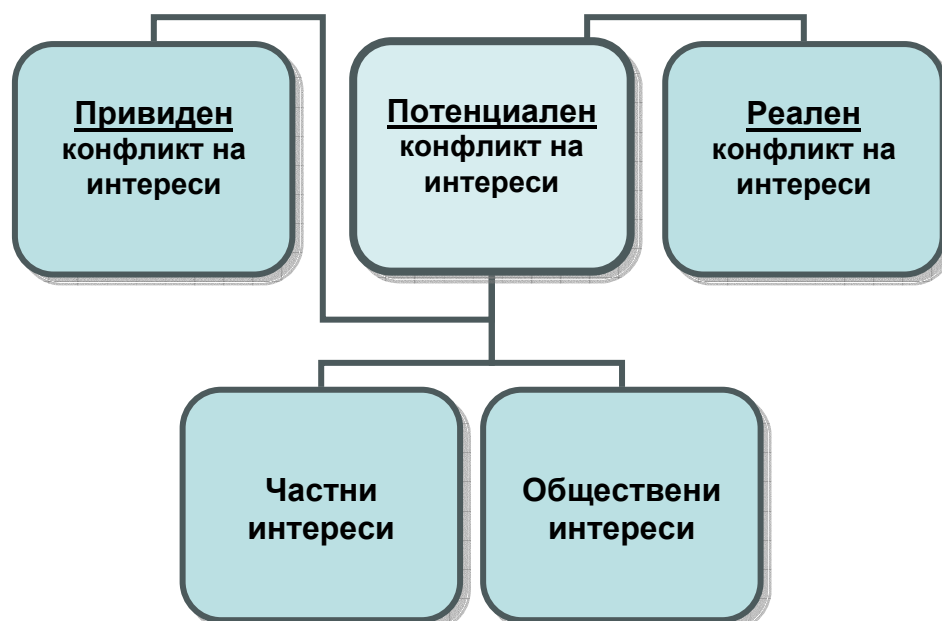 Привиден
конфликт на
интереси
Потенциален
конфликт на
интереси
Реален
конфликт на
интереси
Частни
интереси
Обществени
интереси